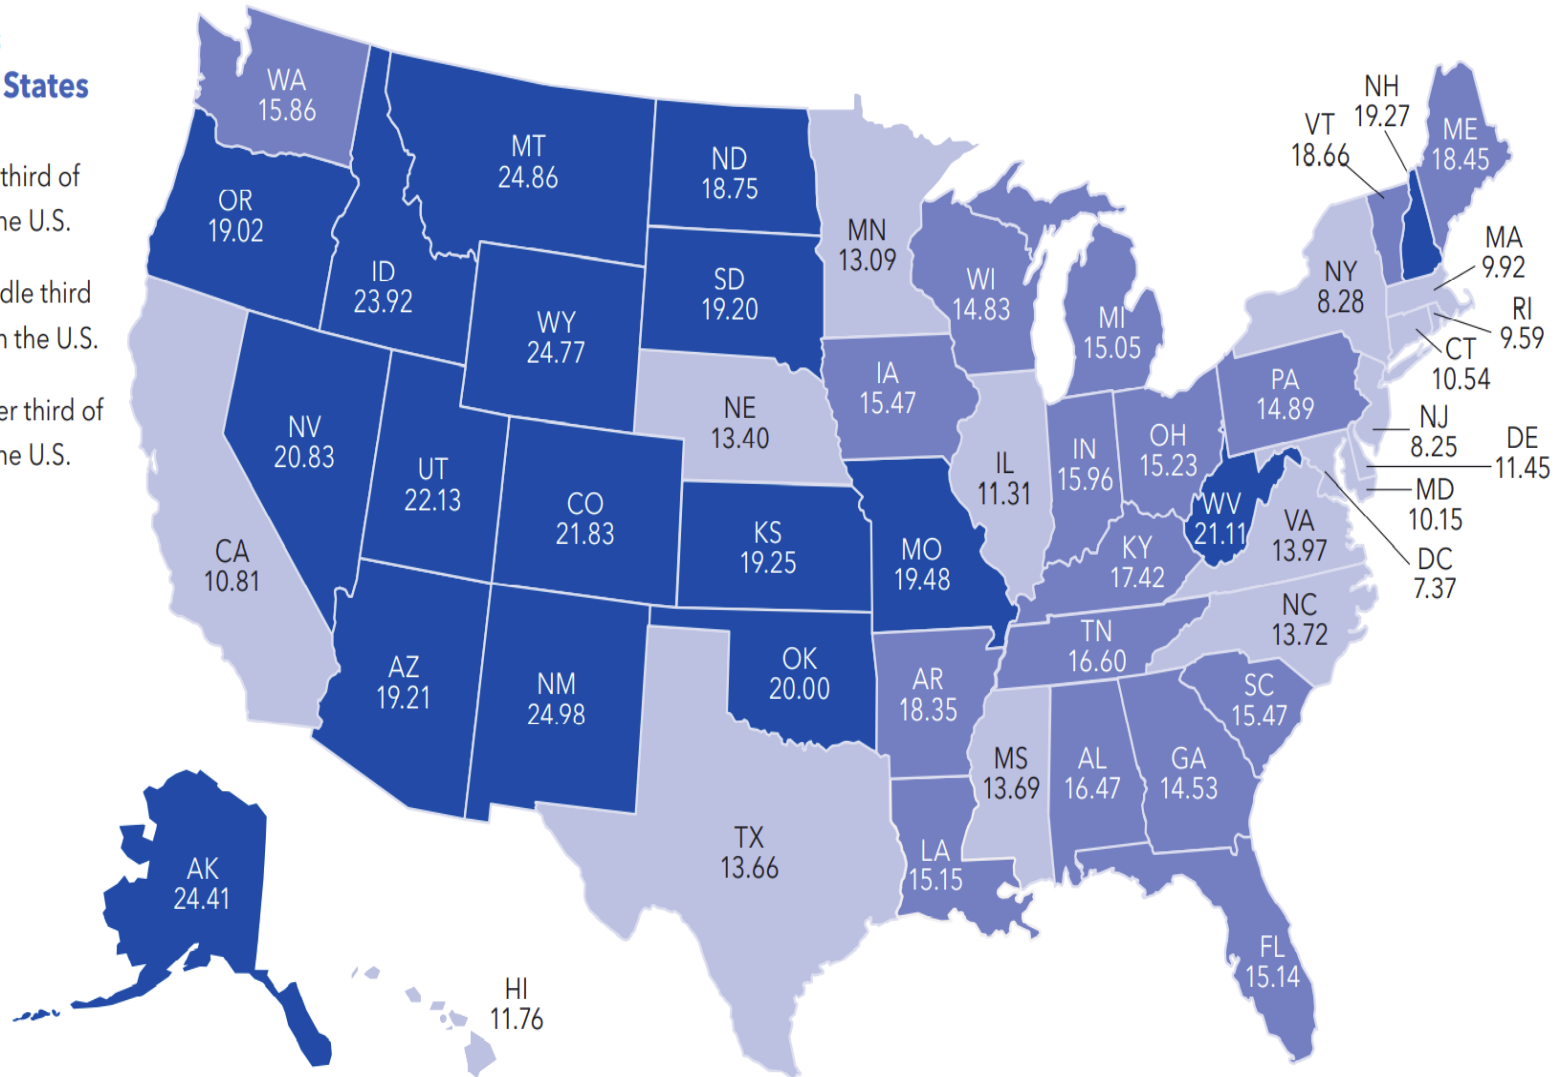 States
third of
he U.S.
dle third
n the U.S.
er third of
he U.S.
WA
15.86
OR
19.02
CA
10.81
NV
20.83
ID
23.92
MT
24.86
WY
24.77
UT
22.13
CO
21.83
AZ
19.21
NM
24.98
ND
18.75
SD
19.20
NE
13.40
KS
19.25
OK
20.00
TX
13.66
MN
13.09
IA
15.47
MO
19.48
AR
18.35
LA
15.15
WI
14.83
IL
11.31
MS
13.69
MI
15.05
IN
15.96
OH
15.23
KY
17.42
TN
16.60
AL
16.47
GA
14.53
FL
15.14
SC
15.47
NC
13.72
VA
13.97
WV
21.11
PA
14.89
NY
8.28
VT
18.66
NH
19.27
ME
18.45
MA
9.92
RI
9.59
CT
10.54
NJ
8.25
DE
11.45
MD
10.15
DC
7.37
AK
24.41
HI
11.76